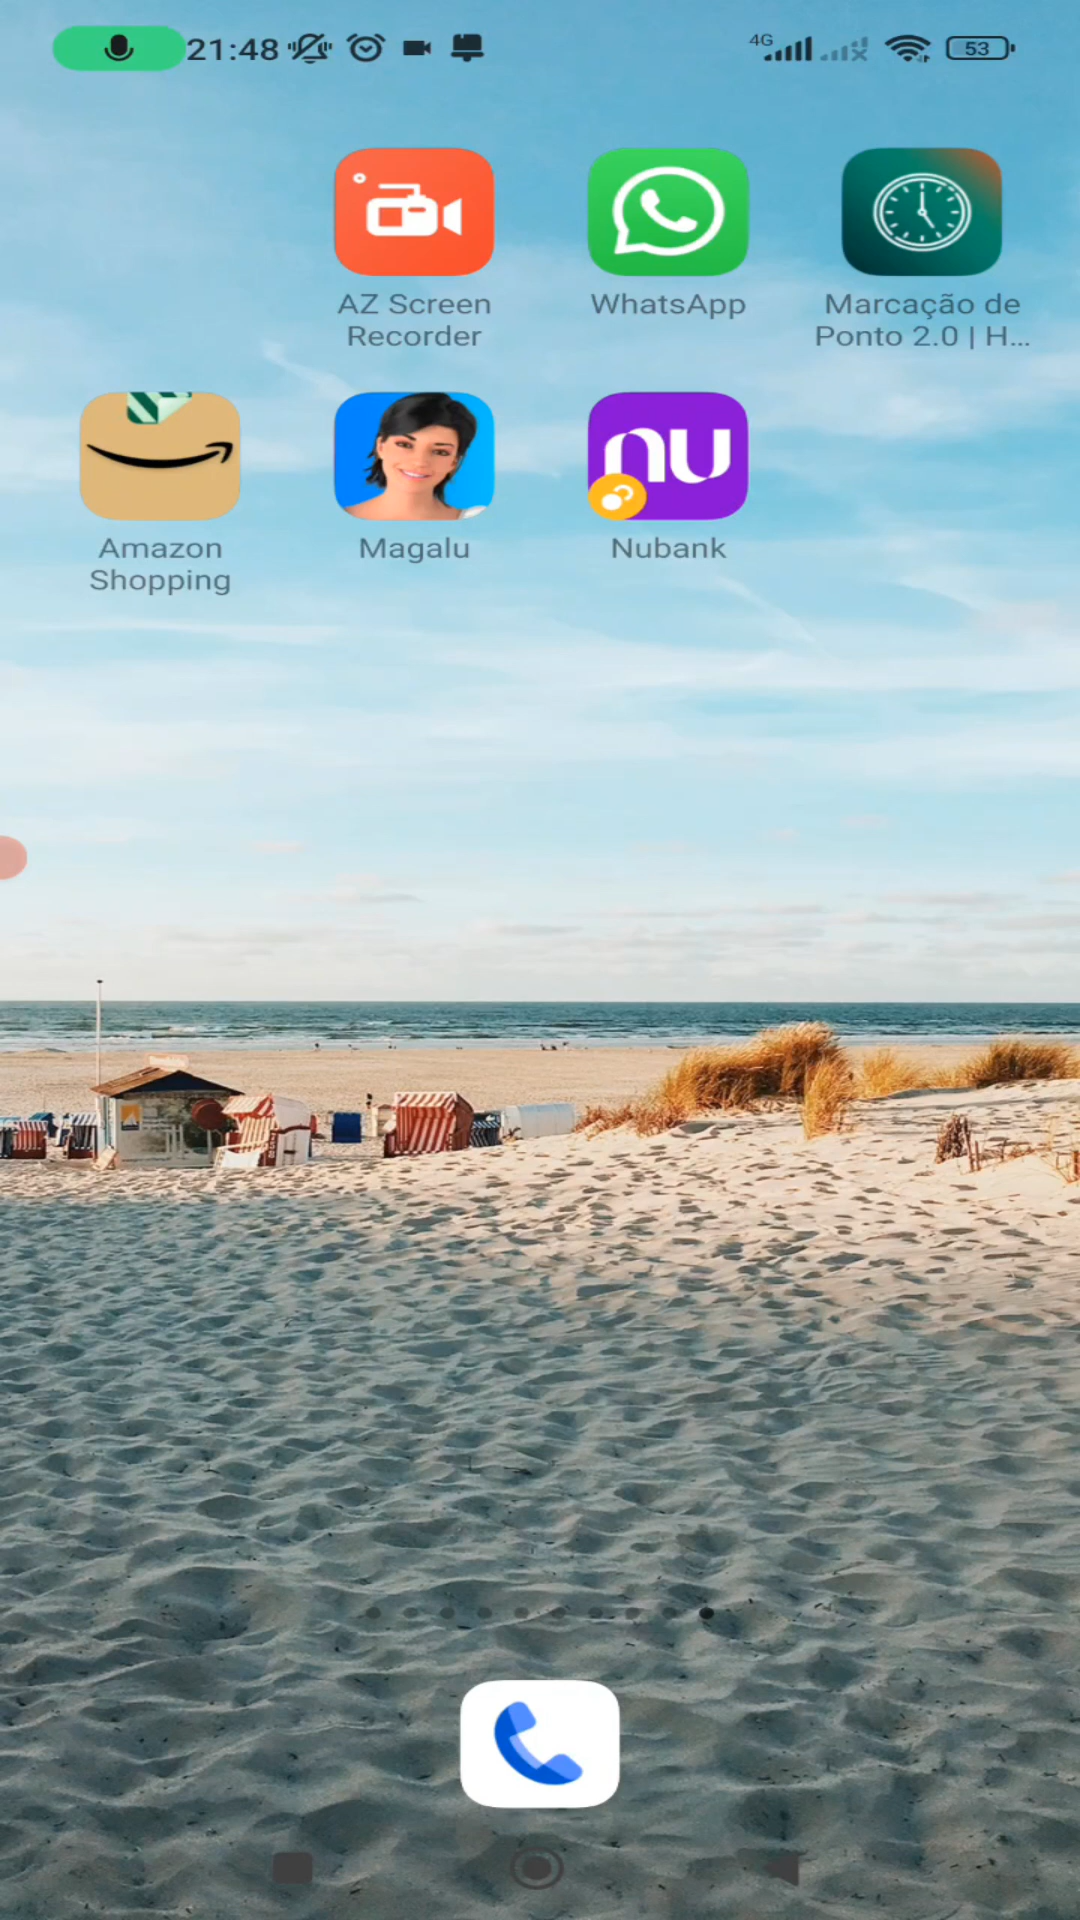 21:48
4G
53
AZ Screen
Recorder
WhatsApp
Marcação de
Ponto 2.0 | H...
nu
Amazon
Shopping
Magalu
Nubank